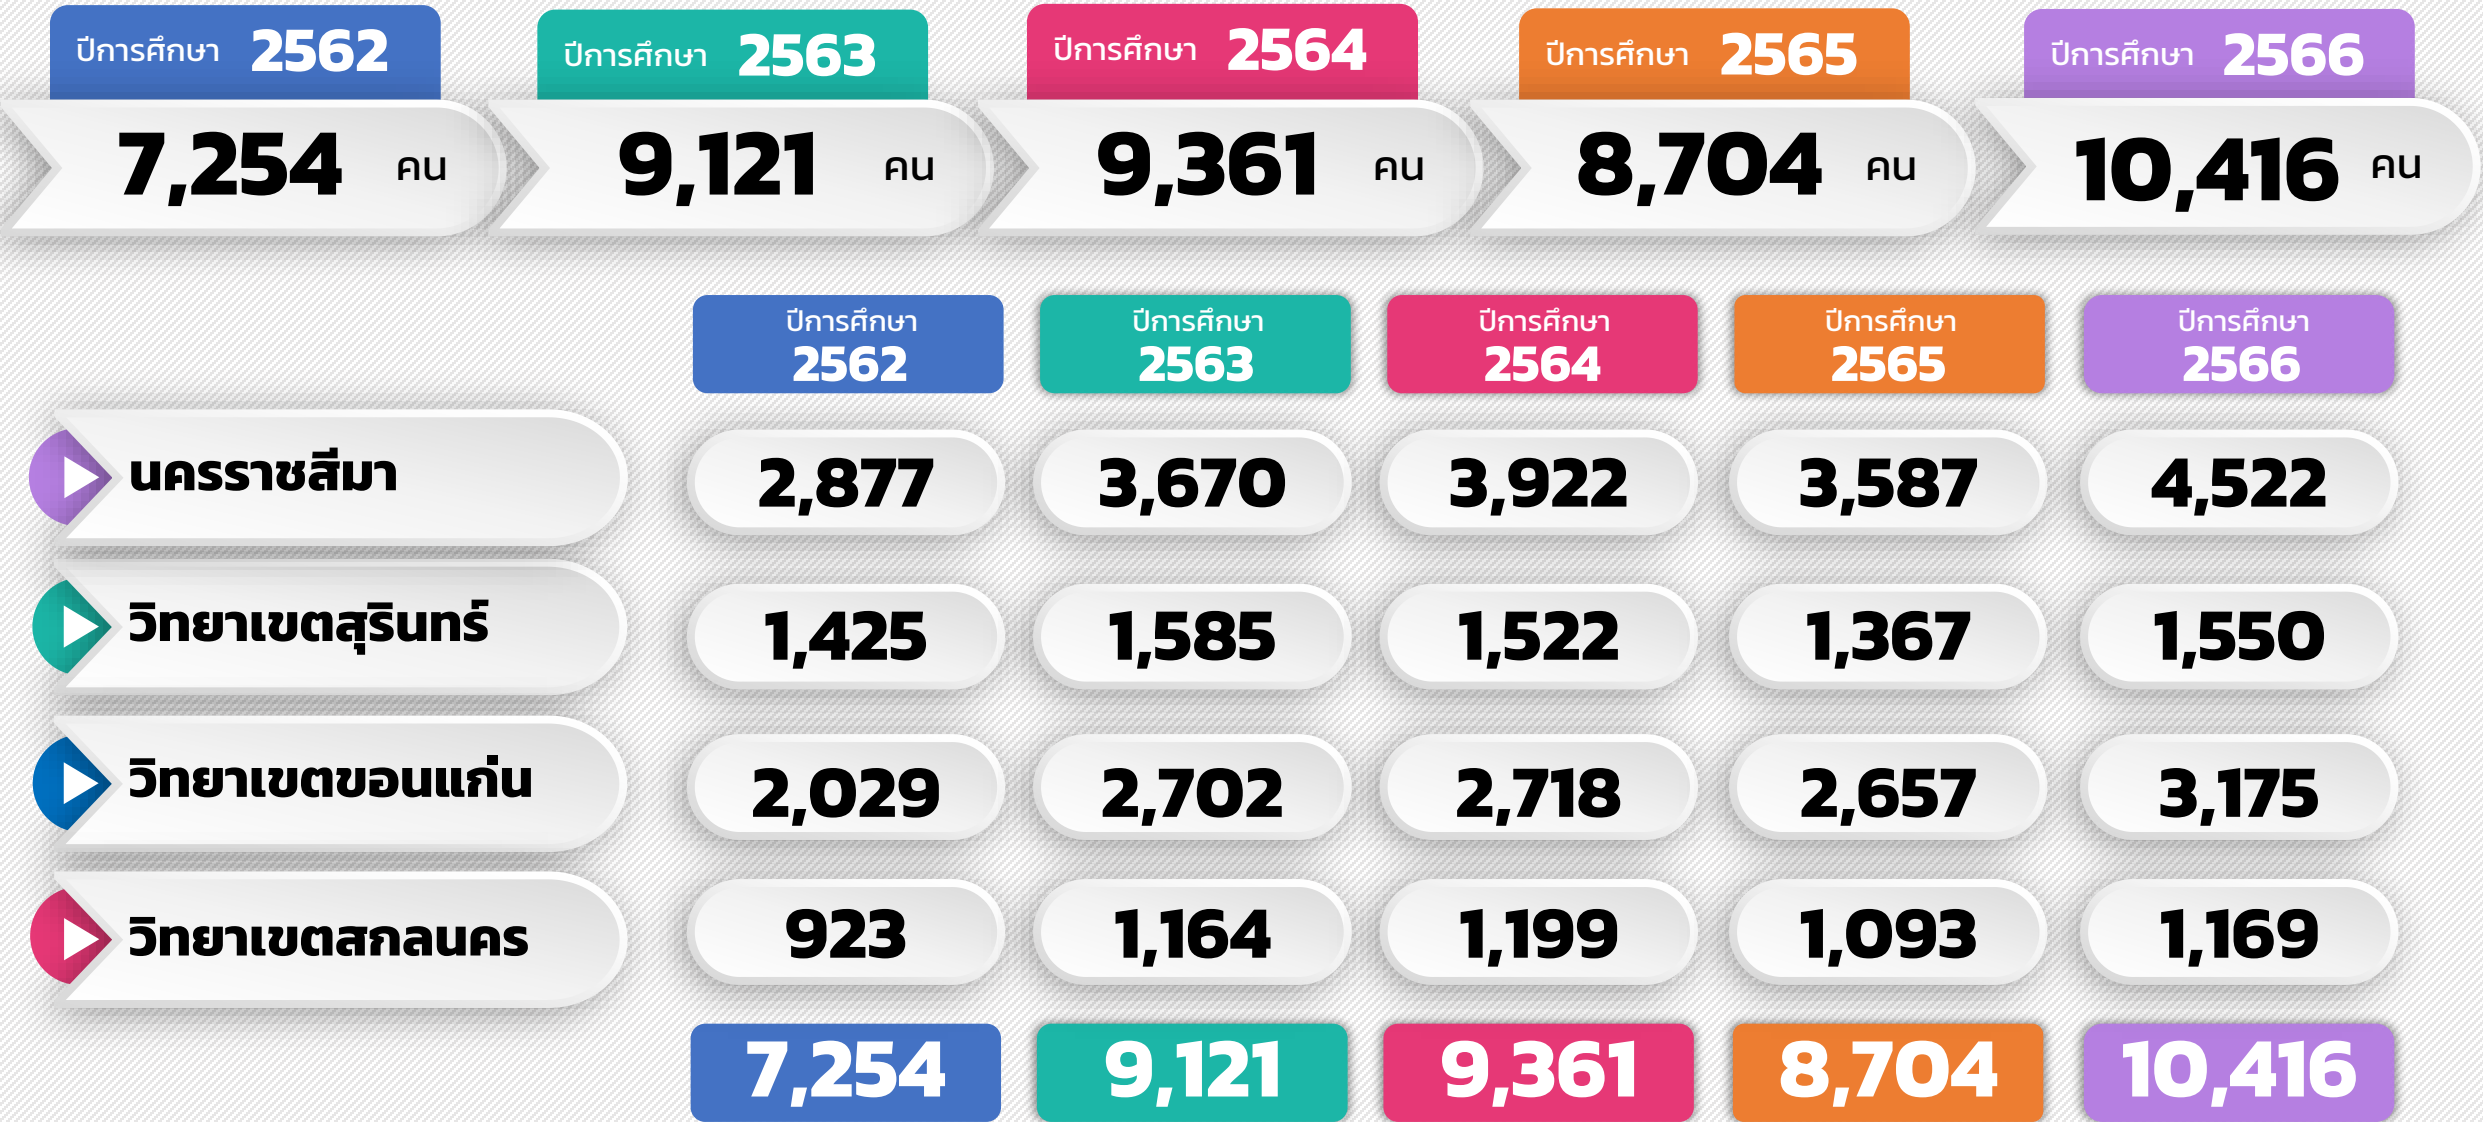 ปีการศึกษา 2562
ปีการศึกษา 2563
ปีการศึกษา 2564
ปีการศึกษา 2565
ปีการศึกษา 2566
7,254 คน
9,121 คน
9,361 คน
8,704 คน
10,416 คน
ปีการศึกษา
2562
ปีการศึกษา
2563
ปีการศึกษา
2564
ปีการศึกษา
2565
ปีการศึกษา
2566
นครราชสีมา 2,877 3,670 3,922 3,587 4,522
วิทยาเขตสุรินทร์ 1,425 1,585 1,522 1,367 1,550
วิทยาเขตขอนแก่น 2,029 2,702 2,718 2,657 3,175
วิทยาเขตสกลนคร 923 1,164 1,199 1,093 1,169
7,254 9,121 9,361 8,704 10,416